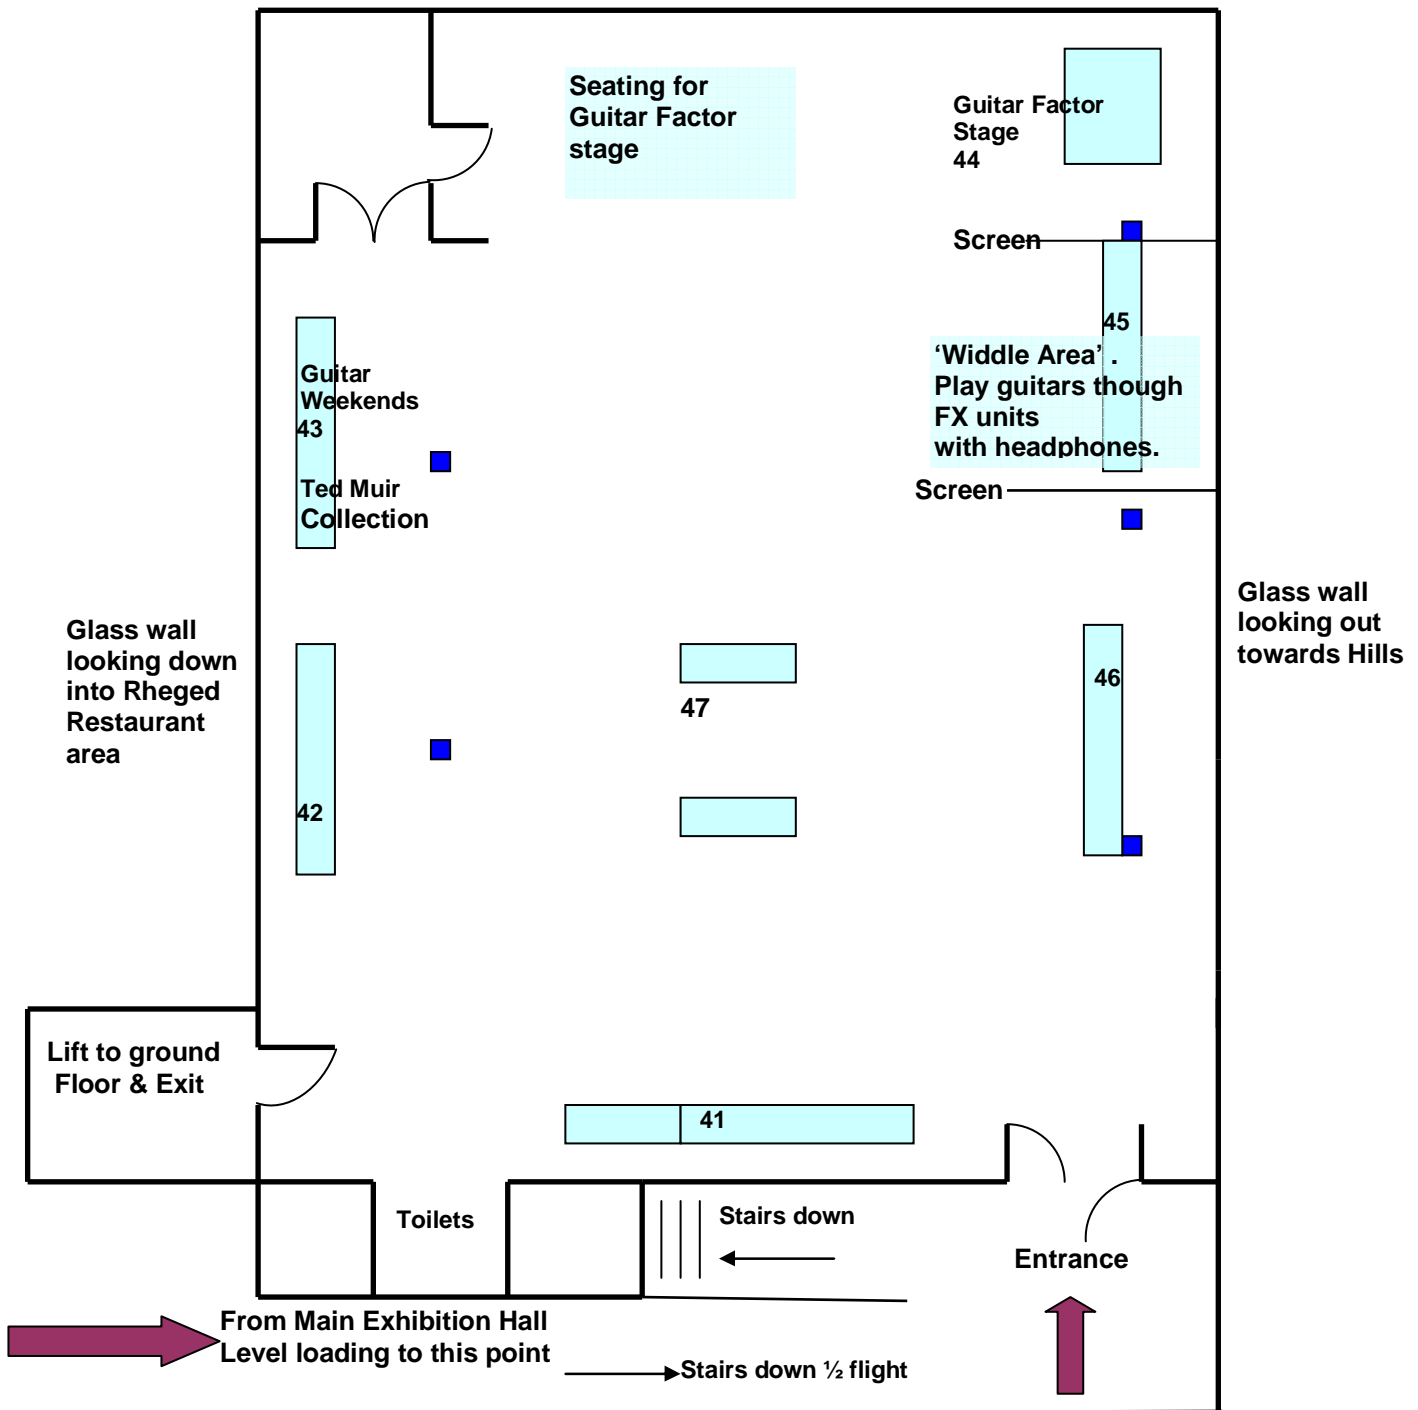 Seating for
Guitar Factor
stage
Guitar Factor
Stage
44
Screen
45
‘Widdle Area’ .
Play guitars though
FX units
with headphones.
Screen
Guitar
Weekends
43
Ted Muir
Collection
Glass wall
looking down
into Rheged
Restaurant
area
Glass wall
looking out
towards Hills
47
46
42
Lift to ground
Floor & Exit
41
Toilets
Stairs down
Entrance
From Main Exhibition Hall
Level loading to this point
Stairs down ½ flight